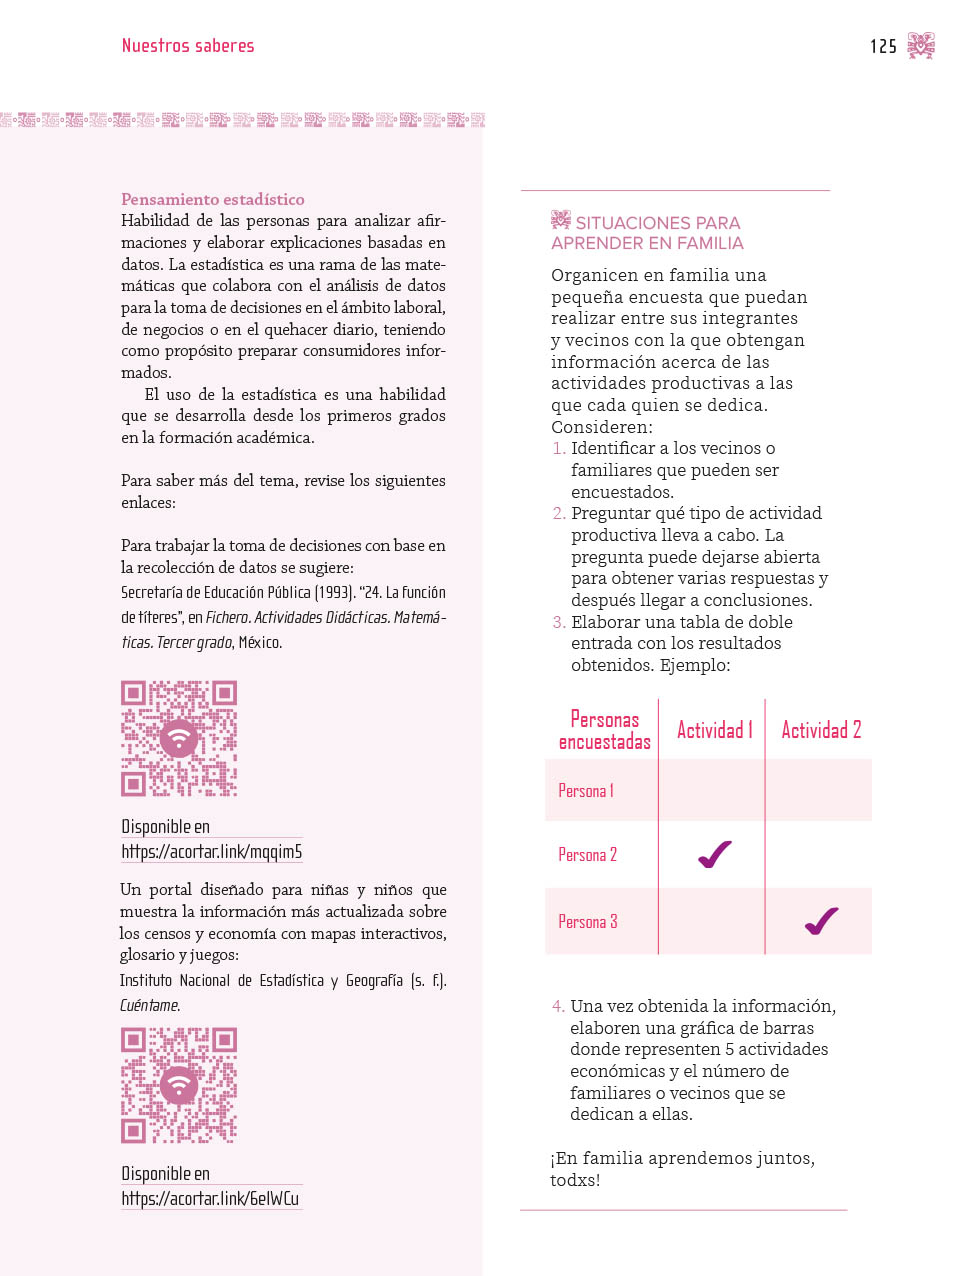 Nuestros saberes
125
Pensamiento estadístico
Habilidad de las personas para analizar afir-
maciones y elaborar explicaciones basadas en
datos. La estadística es una rama de las mate-
máticas que colabora con el análisis de datos
para la toma de decisiones en el ámbito laboral,
de negocios o en el quehacer diario, teniendo
como propósito preparar consumidores infor-
mados.
El uso de la estadística es una habilidad
que se desarrolla desde los primeros grados
en la formación académica.
Para saber más del tema, revise los siguientes
enlaces:
Para trabajar la toma de decisiones con base en
la recolección de datos se sugiere:
Secretaría de Educación Pública (1993). “24. La función
de títeres”, en Fichero. Actividades Didácticas. Matemá-
ticas. Tercer grado, México.
Disponible en
https://acortar.link/mqqim5
Un portal diseñado para niñas y niños que
muestra la información más actualizada sobre
los censos y economía con mapas interactivos,
glosario y juegos:
Instituto Nacional de Estadística y Geografía (s. f.).
Cuéntame.
Disponible en
https://acortar.link/6elWCu
SITUACIONES PARA
APRENDER EN FAMILIA
Organicen en familia una
pequeña encuesta que puedan
realizar entre sus integrantes
y vecinos con la que obtengan
información acerca de las
actividades productivas a las
que cada quien se dedica.
Consideren:
1. Identificar a los vecinos o
familiares que pueden ser
encuestados.
2. Preguntar qué tipo de actividad
productiva lleva a cabo. La
pregunta puede dejarse abierta
para obtener varias respuestas y
después llegar a conclusiones.
3. Elaborar una tabla de doble
entrada con los resultados
obtenidos. Ejemplo:
Personas
encuestadas
Actividad 1
Actividad 2
Persona 1
Persona 2
Persona 3
4. Una vez obtenida la información,
elaboren una gráfica de barras
donde representen 5 actividades
económicas y el número de
familiares o vecinos que se
dedican a ellas.
¡En familia aprendemos juntos,
todxs!